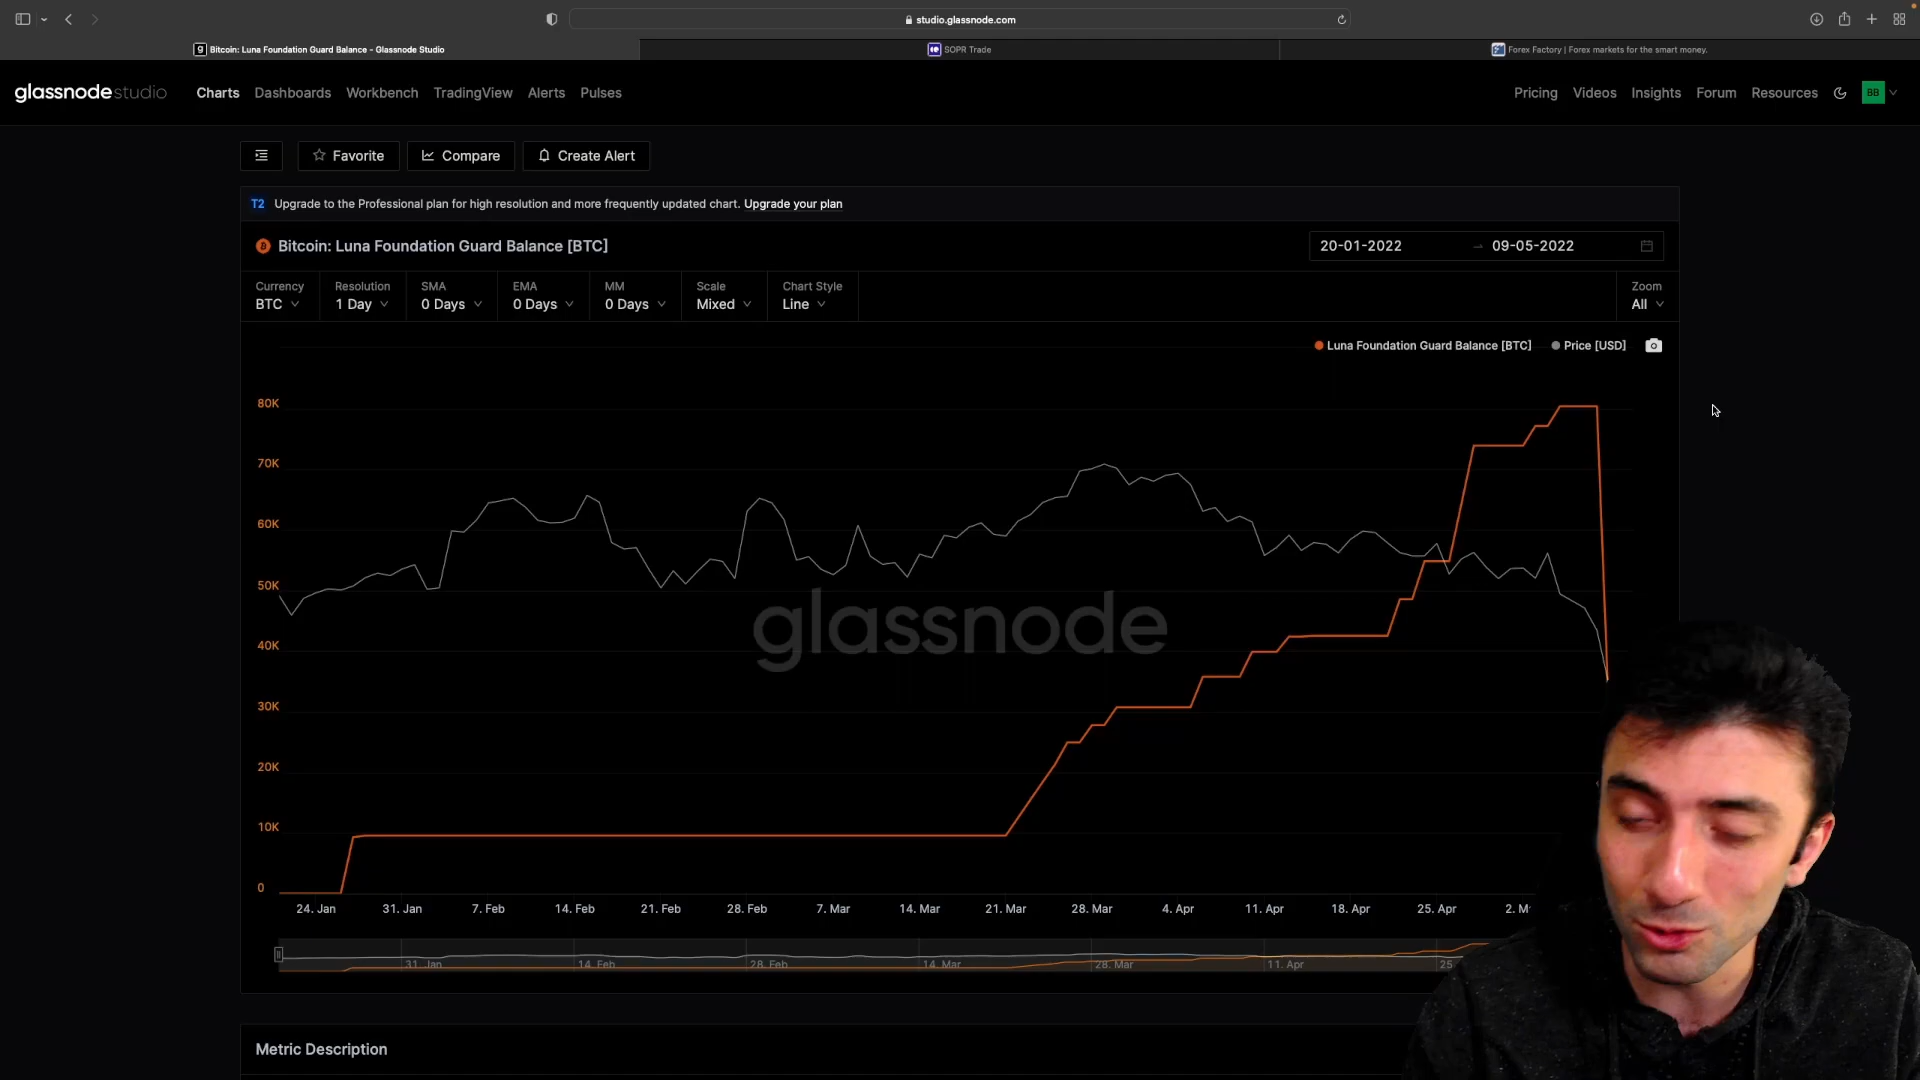 studio.glassnode.com
Bitcoin: Luna Foundation Guard Balance - Glassnode Studio
SOPR Trade
Forex Factory | Forex markets for the smart money.
glassnodestudio
Charts Dashboards Workbench TradingView Alerts Pulses
Pricing Videos Insights Forum Resources BB
Favorite Compare Create Alert
T2 Upgrade to the Professional plan for high resolution and more frequently updated chart. Upgrade your plan
Bitcoin: Luna Foundation Guard Balance [BTC]
20-01-2022 → 09-05-2022
Currency Resolution SMA EMA MM Scale Chart Style Zoom
BTC 1 Day 0 Days 0 Days 0 Days Mixed Line All
Luna Foundation Guard Balance [BTC] Price [USD]
80K
70K
60K
50K
40K
30K
20K
10K
0
glassnode
24. Jan 31. Jan 7. Feb 14. Feb 21. Feb 28. Feb 7. Mar 14. Mar 21. Mar 28. Mar 4. Apr 11. Apr 18. Apr 25. Apr 2.
31. Jan 14. Feb 28. Feb 14. Mar 28. Mar 11. Apr 25
Metric Description